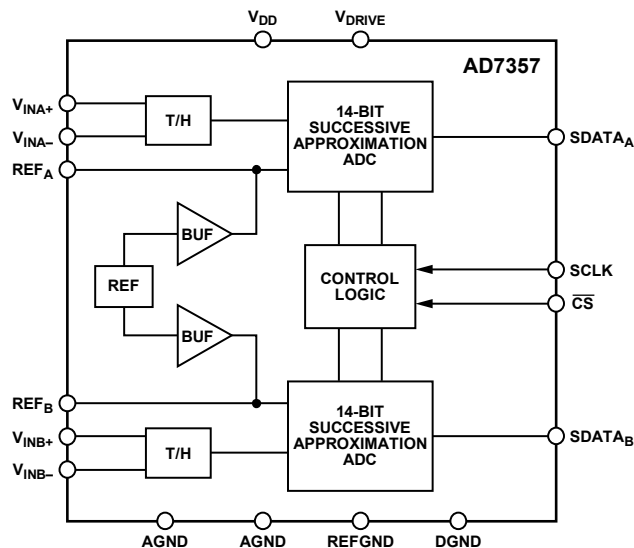 VDD
VDRIVE
AD7357
VINA+
T/H
14-BIT
SUCCESSIVE
APPROXIMATION
ADC
SDATAA
VINA–
REFA
BUF
REF
CONTROL
LOGIC
SCLK
CS
BUF
REFB
14-BIT
SUCCESSIVE
APPROXIMATION
ADC
VINB+
T/H
SDATAB
VINB–
AGND
AGND
REFGND
DGND